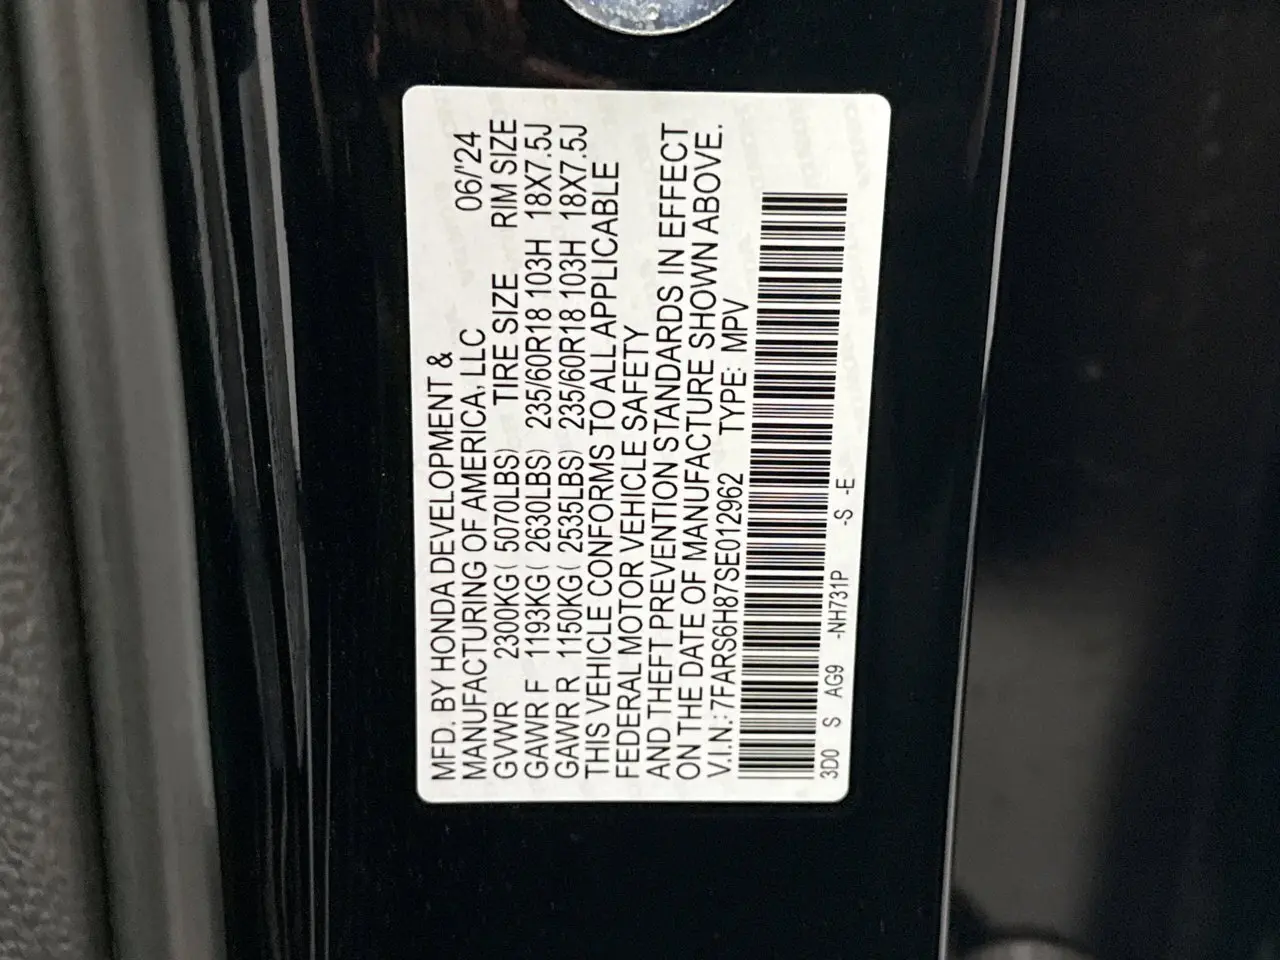 MFD. BY HONDA DEVELOPMENT &
MANUFACTURING OF AMERICA, LLC 06/'24
GVWR 2300KG( 5070LBS) TIRE SIZE RIM SIZE
GAWR F 1193KG( 2630LBS) 235/60R18 103H 18X7.5J
GAWR R 1150KG( 2535LBS) 235/60R18 103H 18X7.5J
THIS VEHICLE CONFORMS TO ALL APPLICABLE
FEDERAL MOTOR VEHICLE SAFETY
AND THEFT PREVENTION STANDARDS IN EFFECT
ON THE DATE OF MANUFACTURE SHOWN ABOVE.
V.I.N.: 7FARS6H87SE012962 TYPE: MPV
3D0 S AG9 -NH731P -S -E